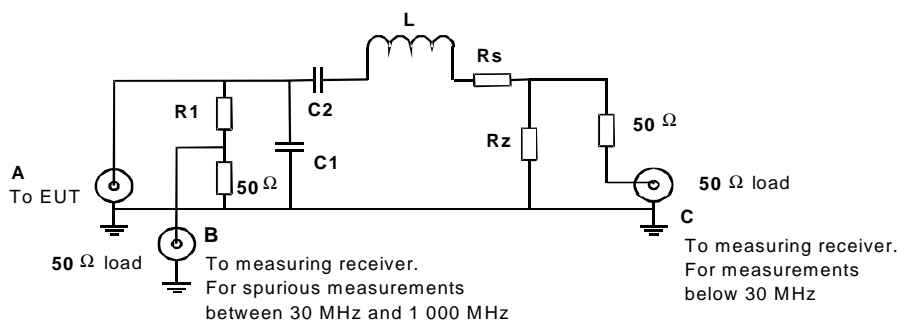 L
Rs
C2
R1
Rz
50 Ω
C1
A
To EUT
50 Ω
50 Ω load
C
B
50 Ω load
To measuring receiver.
For spurious measurements
between 30 MHz and 1 000 MHz
To measuring receiver.
For measurements
below 30 MHz